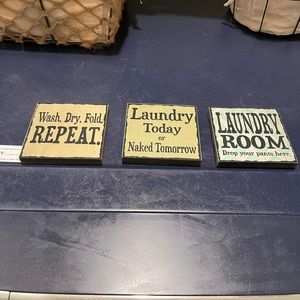 Wash. Dry. Fold.
REPEAT.
Laundry
Today
or
Naked Tomorrow
LAUNDRY
ROOM
Drop your pants here.